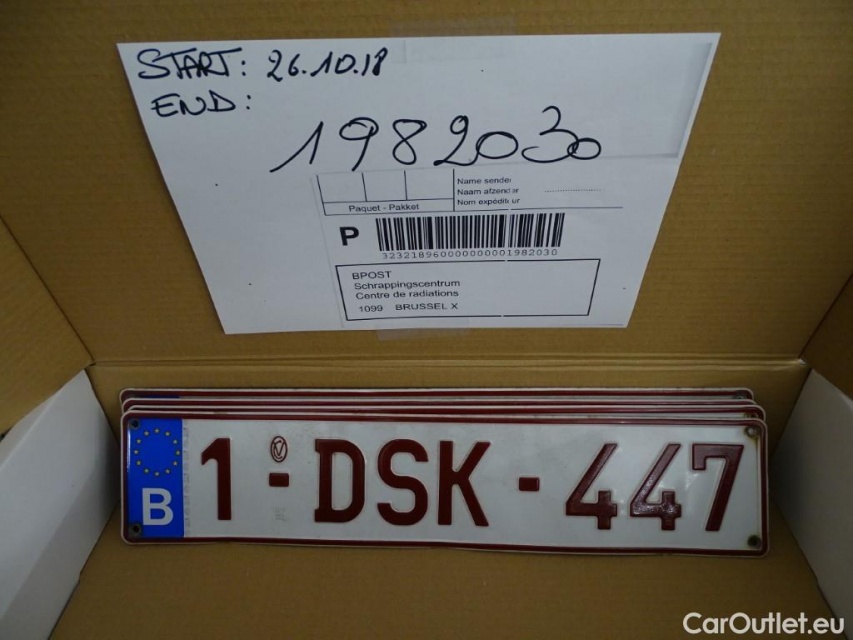 START: 26.10.18
END:
1982030
Name sender
Naam afzender
Nom expéditeur
Paquet - Pakket
P
323218960000000001982030
BPOST
Schrappingscentrum
Centre de radiations
1099 BRUSSEL X
B 1-DSK-447
CarOutlet.eu